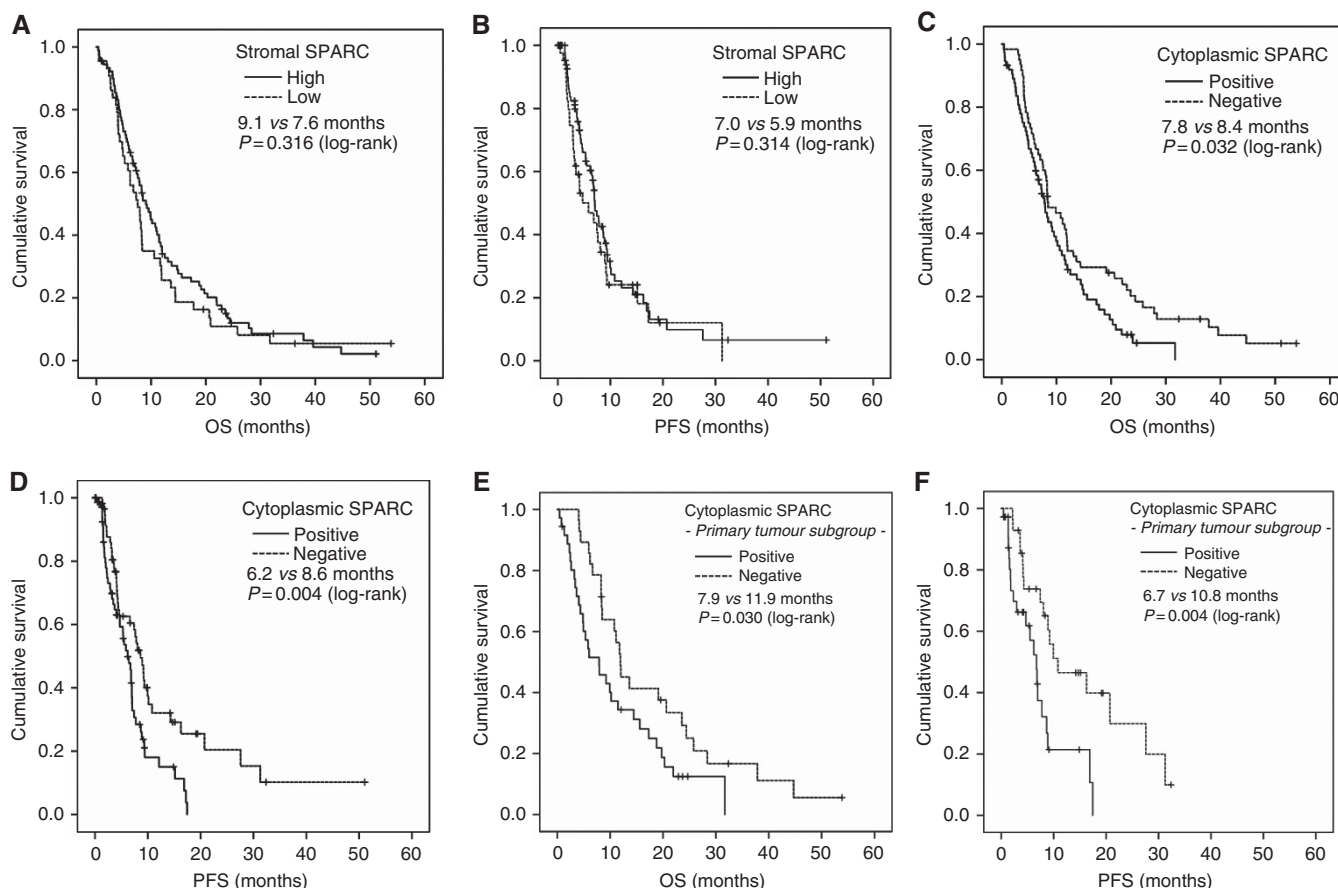 A
Cumulative survival
1.0
0.8
0.6
0.4
0.2
0.0
Stromal SPARC
High
Low
9.1 vs 7.6 months
P=0.316 (log-rank)
0 10 20 30 40 50 60
OS (months)
B
Cumulative survival
1.0
0.8
0.6
0.4
0.2
0.0
Stromal SPARC
High
Low
7.0 vs 5.9 months
P=0.314 (log-rank)
0 10 20 30 40 50 60
PFS (months)
C
Cumulative survival
1.0
0.8
0.6
0.4
0.2
0.0
Cytoplasmic SPARC
Positive
Negative
7.8 vs 8.4 months
P=0.032 (log-rank)
0 10 20 30 40 50 60
OS (months)
D
Cumulative survival
1.0
0.8
0.6
0.4
0.2
0.0
Cytoplasmic SPARC
Positive
Negative
6.2 vs 8.6 months
P=0.004 (log-rank)
0 10 20 30 40 50 60
PFS (months)
E
Cumulative survival
1.0
0.8
0.6
0.4
0.2
0.0
Cytoplasmic SPARC
- Primary tumour subgroup -
Positive
Negative
7.9 vs 11.9 months
P=0.030 (log-rank)
0 10 20 30 40 50 60
OS (months)
F
Cumulative survival
1.0
0.8
0.6
0.4
0.2
0.0
Cytoplasmic SPARC
- Primary tumour subgroup -
Positive
Negative
6.7 vs 10.8 months
P=0.004 (log-rank)
0 10 20 30 40 50 60
PFS (months)